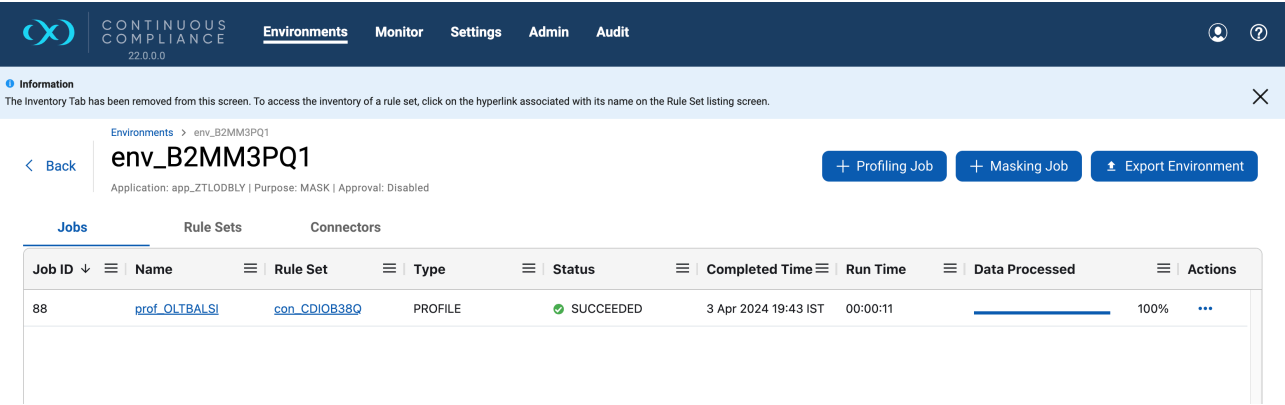 CONTINUOUS
COMPLIANCE
22.0.0.0
Environments Monitor Settings Admin Audit
Information
The Inventory Tab has been removed from this screen. To access the inventory of a rule set, click on the hyperlink associated with its name on the Rule Set listing screen.
Environments > env_B2MM3PQ1
Back
env_B2MM3PQ1
Application: app_ZTLODBLY | Purpose: MASK | Approval: Disabled
+ Profiling Job + Masking Job Export Environment
Jobs Rule Sets Connectors
Job ID Name Rule Set Type Status Completed Time Run Time Data Processed Actions
88 prof_OLTBALSI con_CDIOB38Q PROFILE SUCCEEDED 3 Apr 2024 19:43 IST 00:00:11 100% ...